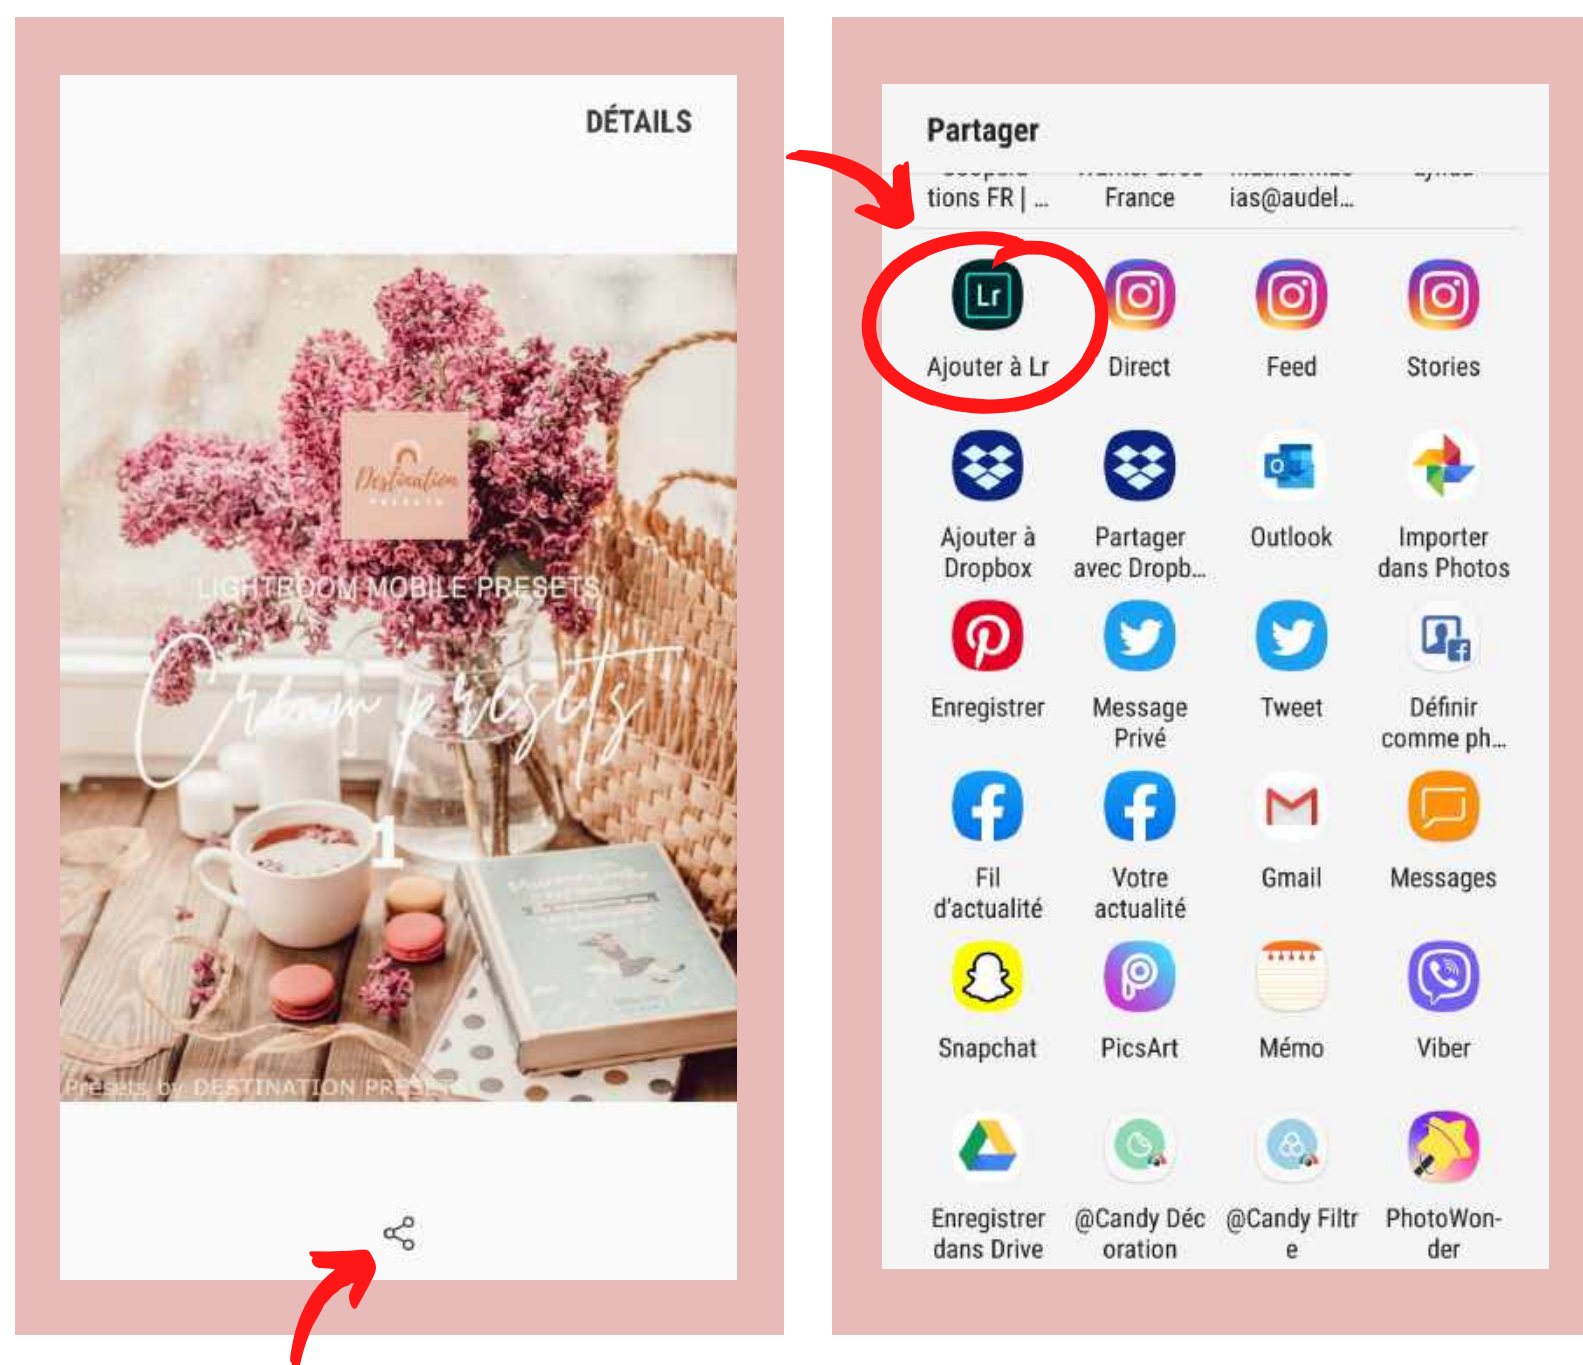 DÉTAILS
Destination
PRESETS
LIGHTROOM MOBILE PRESETS
Cream presets
1
Presets by DESTINATION PRESETS
Partager
tions FR | ...
France
ias@audel...
Lr
Ajouter à Lr
Direct
Feed
Stories
Ajouter à
Dropbox
Partager
avec Dropb...
Outlook
Importer
dans Photos
Enregistrer
Message
Privé
Tweet
Définir
comme ph...
Fil
d'actualité
Votre
actualité
Gmail
Messages
Snapchat
PicsArt
Mémo
Viber
Enregistrer
dans Drive
@Candy Déc
oration
@Candy Filtr
e
PhotoWon-
der